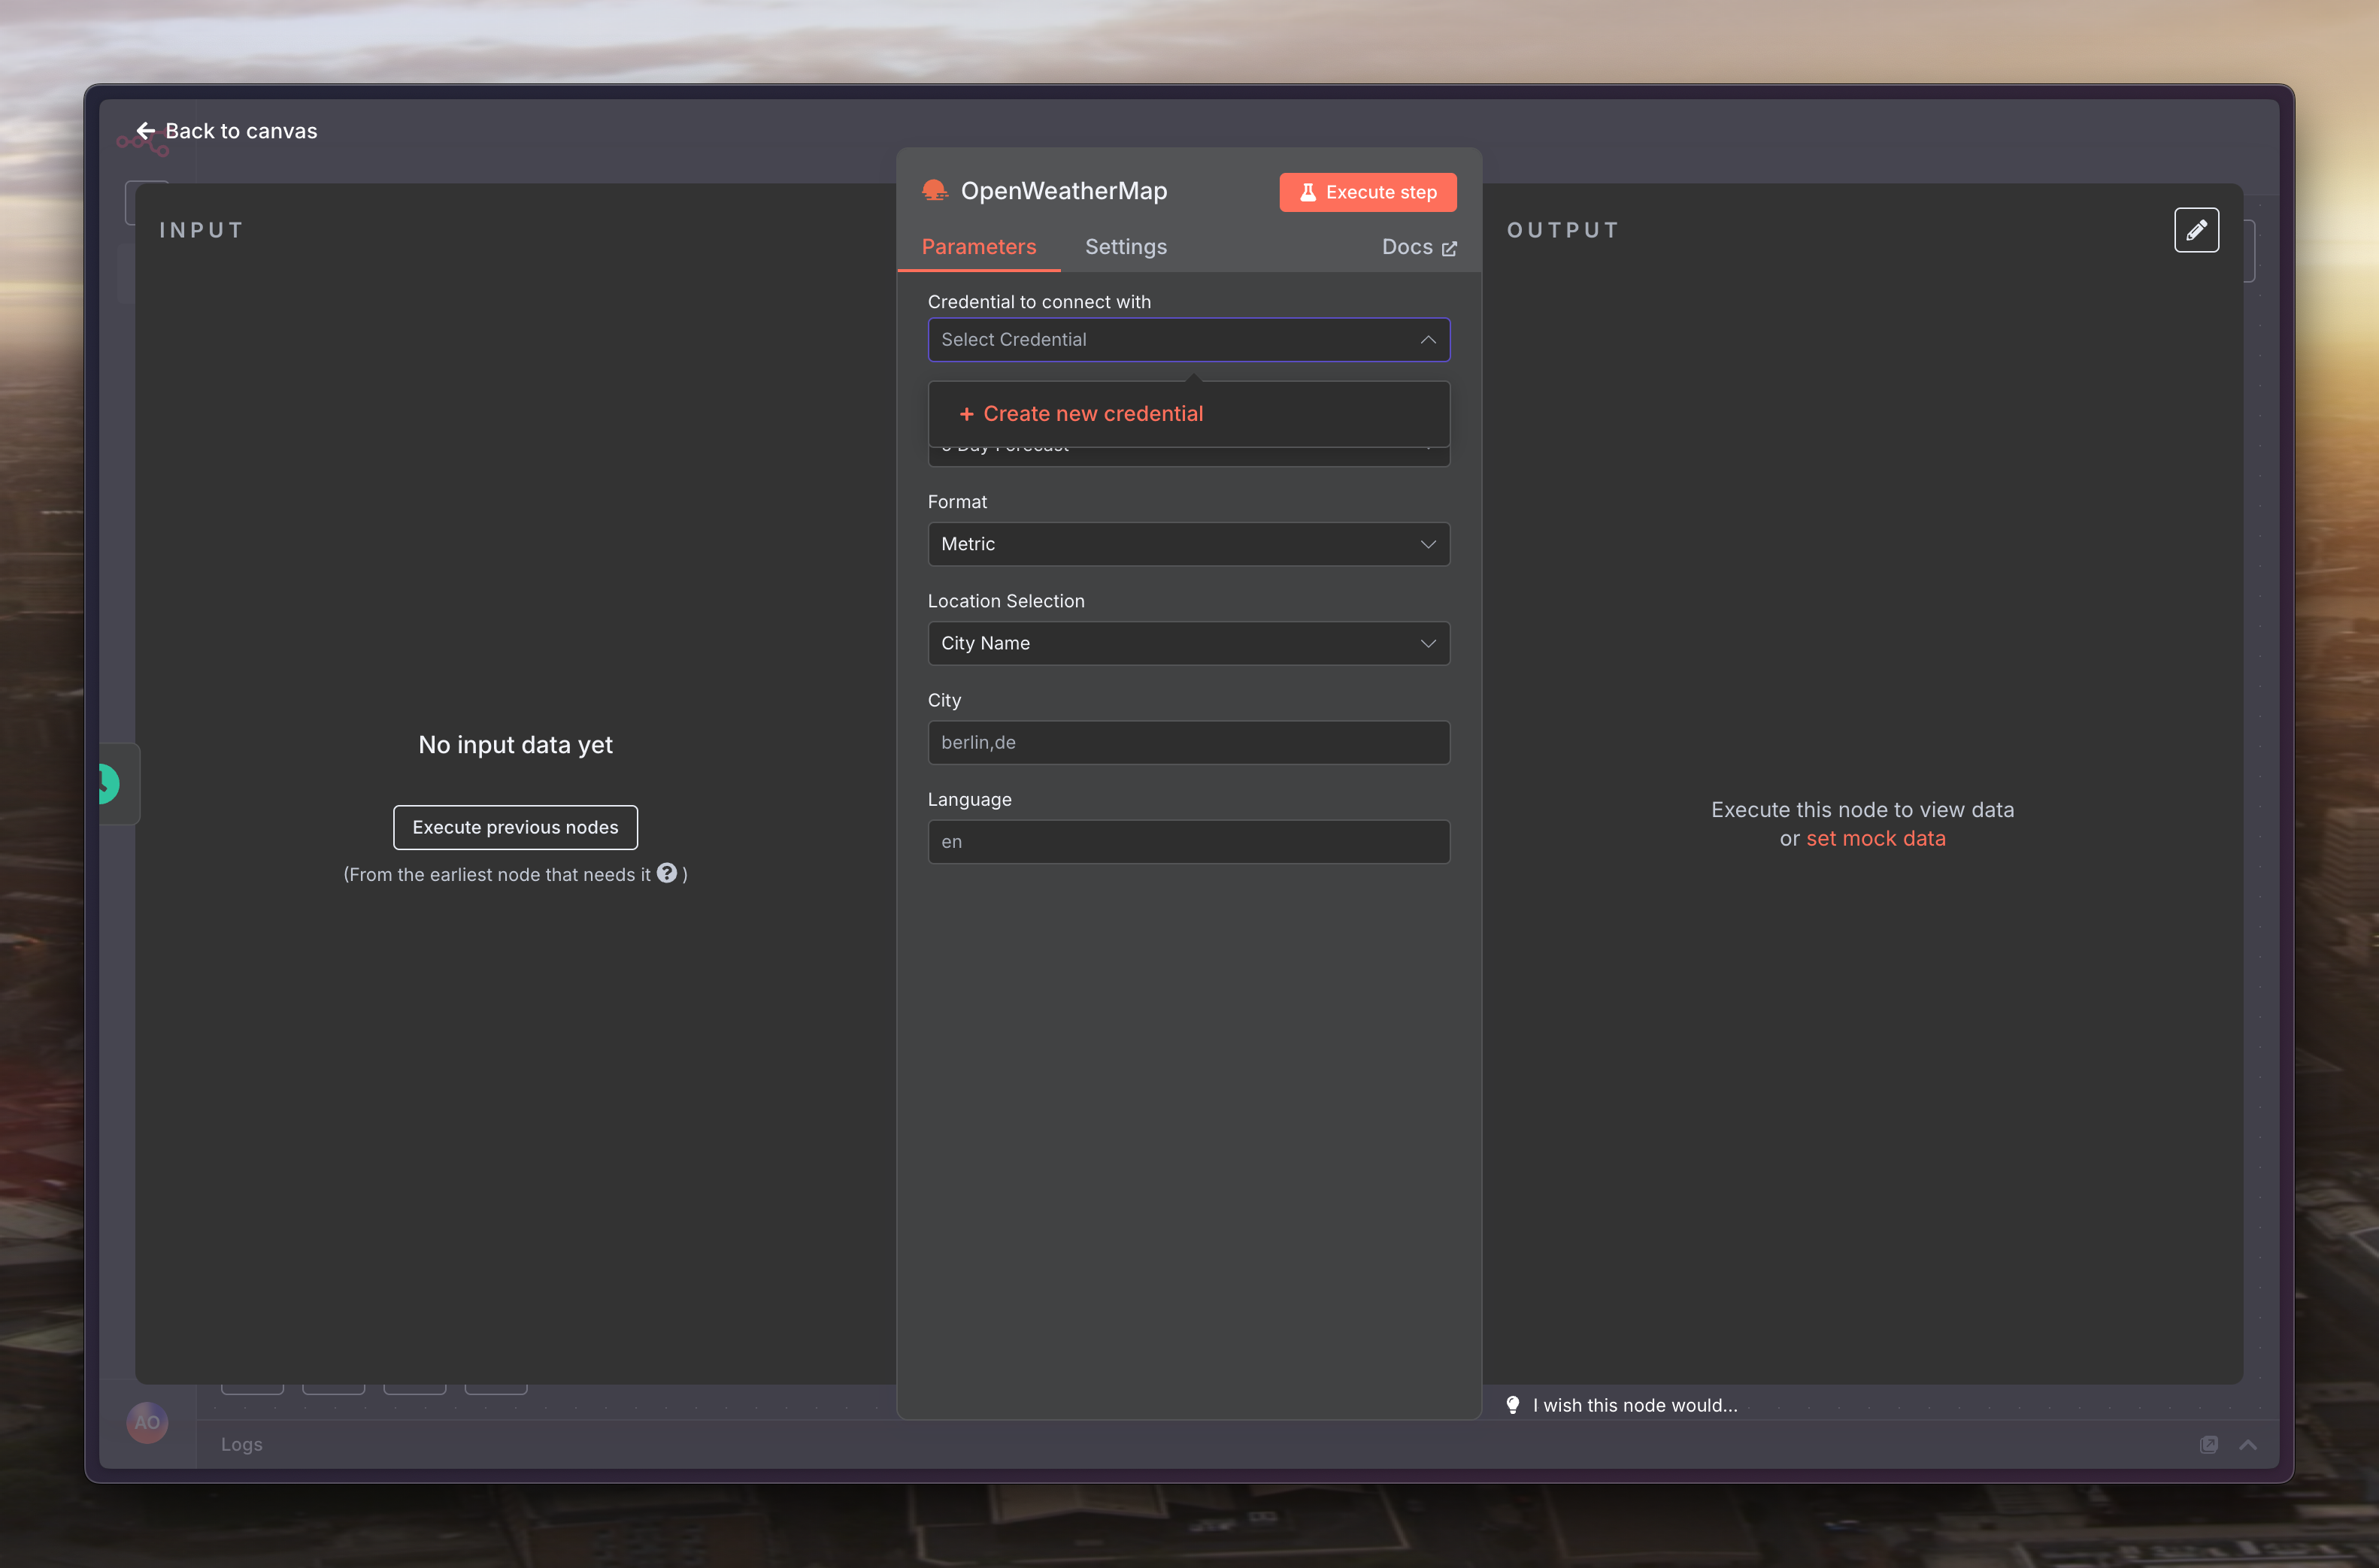 Back to canvas
INPUT
OpenWeatherMap
Execute step
Parameters
Settings
Docs
OUTPUT
Credential to connect with
Select Credential
Create new credential
Day Forecast
Format
Metric
Location Selection
City Name
City
berlin,de
Language
en
No input data yet
Execute previous nodes
(From the earliest node that needs it ? )
Execute this node to view data
or set mock data
I wish this node would...
AO
Logs